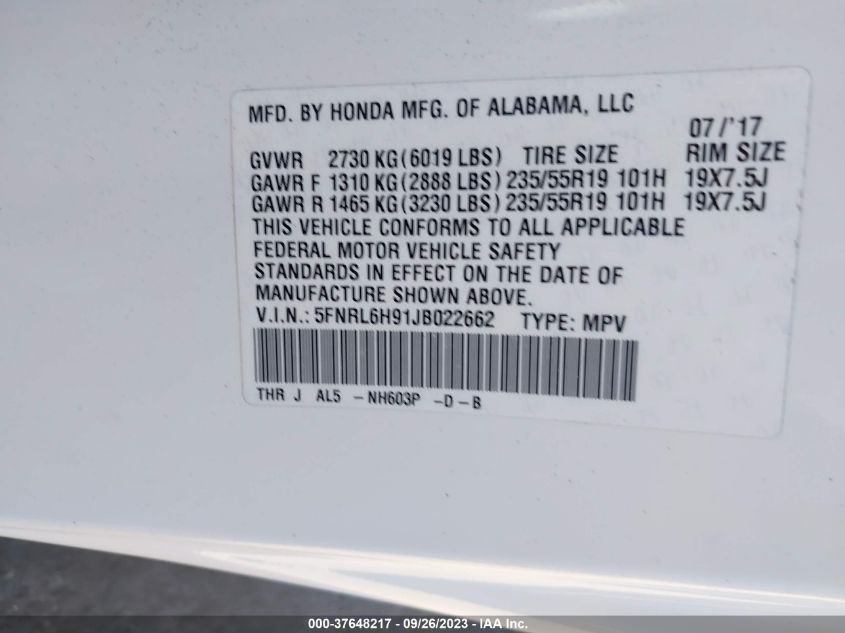 MFD. BY HONDA MFG. OF ALABAMA, LLC
07/'17
GVWR 2730 KG(6019 LBS) TIRE SIZE RIM SIZE
GAWR F 1310 KG(2888 LBS) 235/55R19 101H 19X7.5J
GAWR R 1465 KG(3230 LBS) 235/55R19 101H 19X7.5J
THIS VEHICLE CONFORMS TO ALL APPLICABLE
FEDERAL MOTOR VEHICLE SAFETY
STANDARDS IN EFFECT ON THE DATE OF
MANUFACTURE SHOWN ABOVE.
V.I.N.: 5FNRL6H91JB022662 TYPE: MPV
THR J AL5 -NH603P -D-B
000-37648217 - 09/26/2023 - IAA Inc.